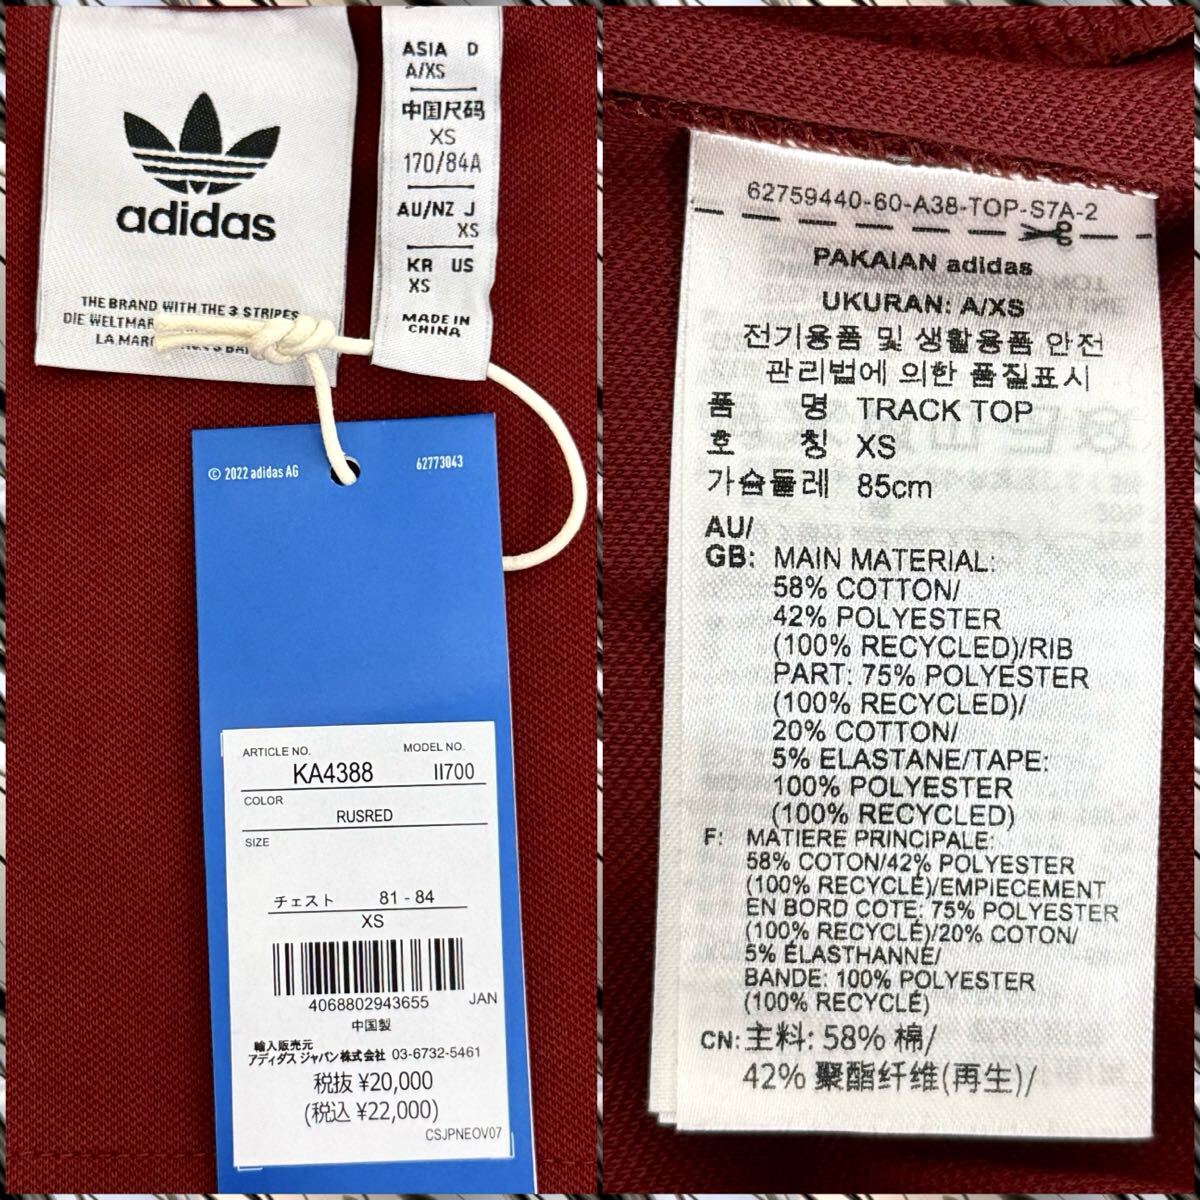 adidas
THE BRAND WITH THE 3 STRIPES
DIE WELTMAR
LA MAR
ASIA D
A/XS
中国尺码
XS
170/84A
AU/NZ J
XS
KR US
XS
MADE IN
CHINA
© 2022 adidas AG
62773043
ARTICLE NO. MODEL NO.
KA4388 II700
COLOR
RUSRED
SIZE
チェスト 81 - 84
XS
4068802943655 JAN
中国製
輸入販売元
アディダス ジャパン株式会社 03-6732-5461
税抜 ¥20,000
(税込 ¥22,000)
CSJPNEOV07
62759440-60-A38-TOP-S7A-2
PAKAIAN adidas
UKURAN: A/XS
전기용품 및 생활용품 안전
관리법에 의한 품질표시
품 명 TRACK TOP
호 칭 XS
가슴둘레 85cm
AU/
GB: MAIN MATERIAL:
58% COTTON/
42% POLYESTER
(100% RECYCLED)/RIB
PART: 75% POLYESTER
(100% RECYCLED)/
20% COTTON/
5% ELASTANE/TAPE:
100% POLYESTER
(100% RECYCLED)
F: MATIERE PRINCIPALE:
58% COTON/42% POLYESTER
(100% RECYCLÉ)/EMPIECEMENT
EN BORD COTE: 75% POLYESTER
(100% RECYCLÉ)/20% COTON/
5% ÉLASTHANNE/
BANDE: 100% POLYESTER
(100% RECYCLÉ)
CN: 主料: 58% 棉/
42% 聚酯纤维(再生)/